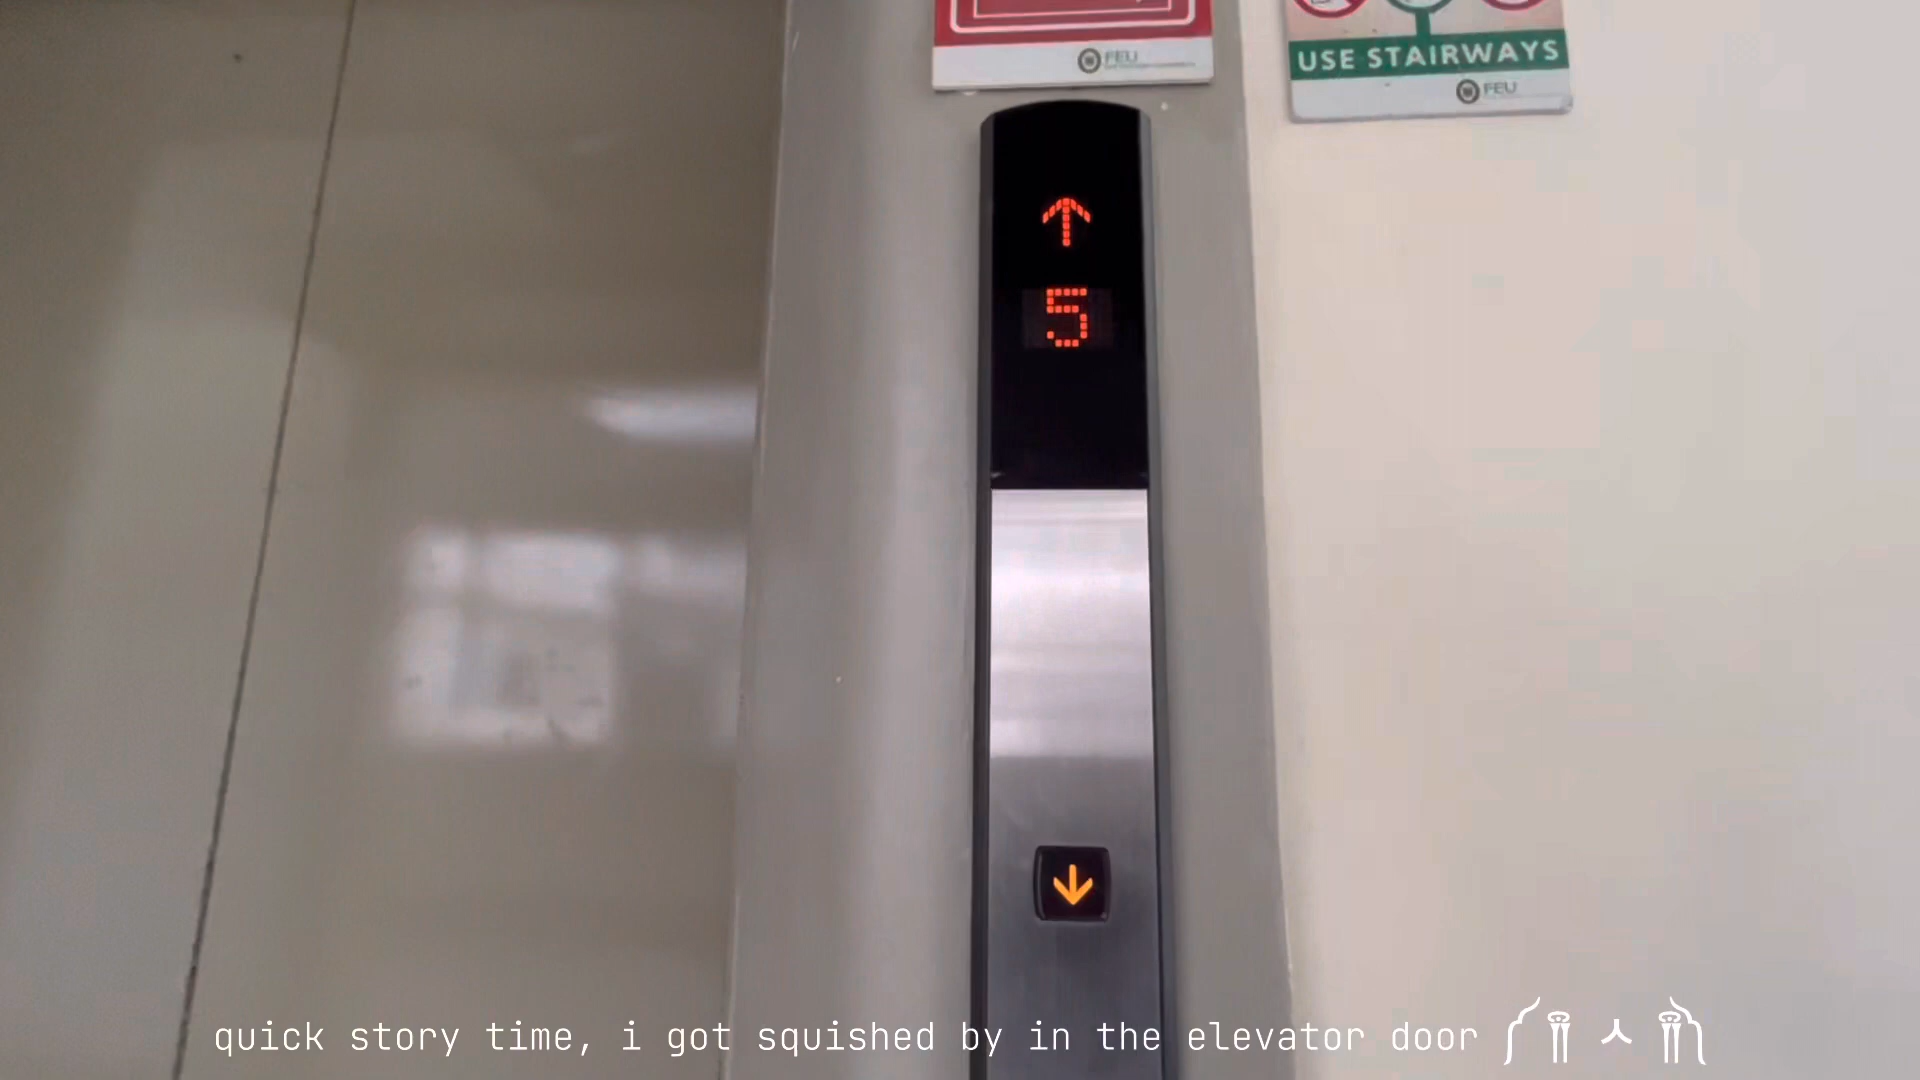 FEU
USE STAIRWAYS
FEU
↑
5
↓
quick story time, i got squished by in the elevator door